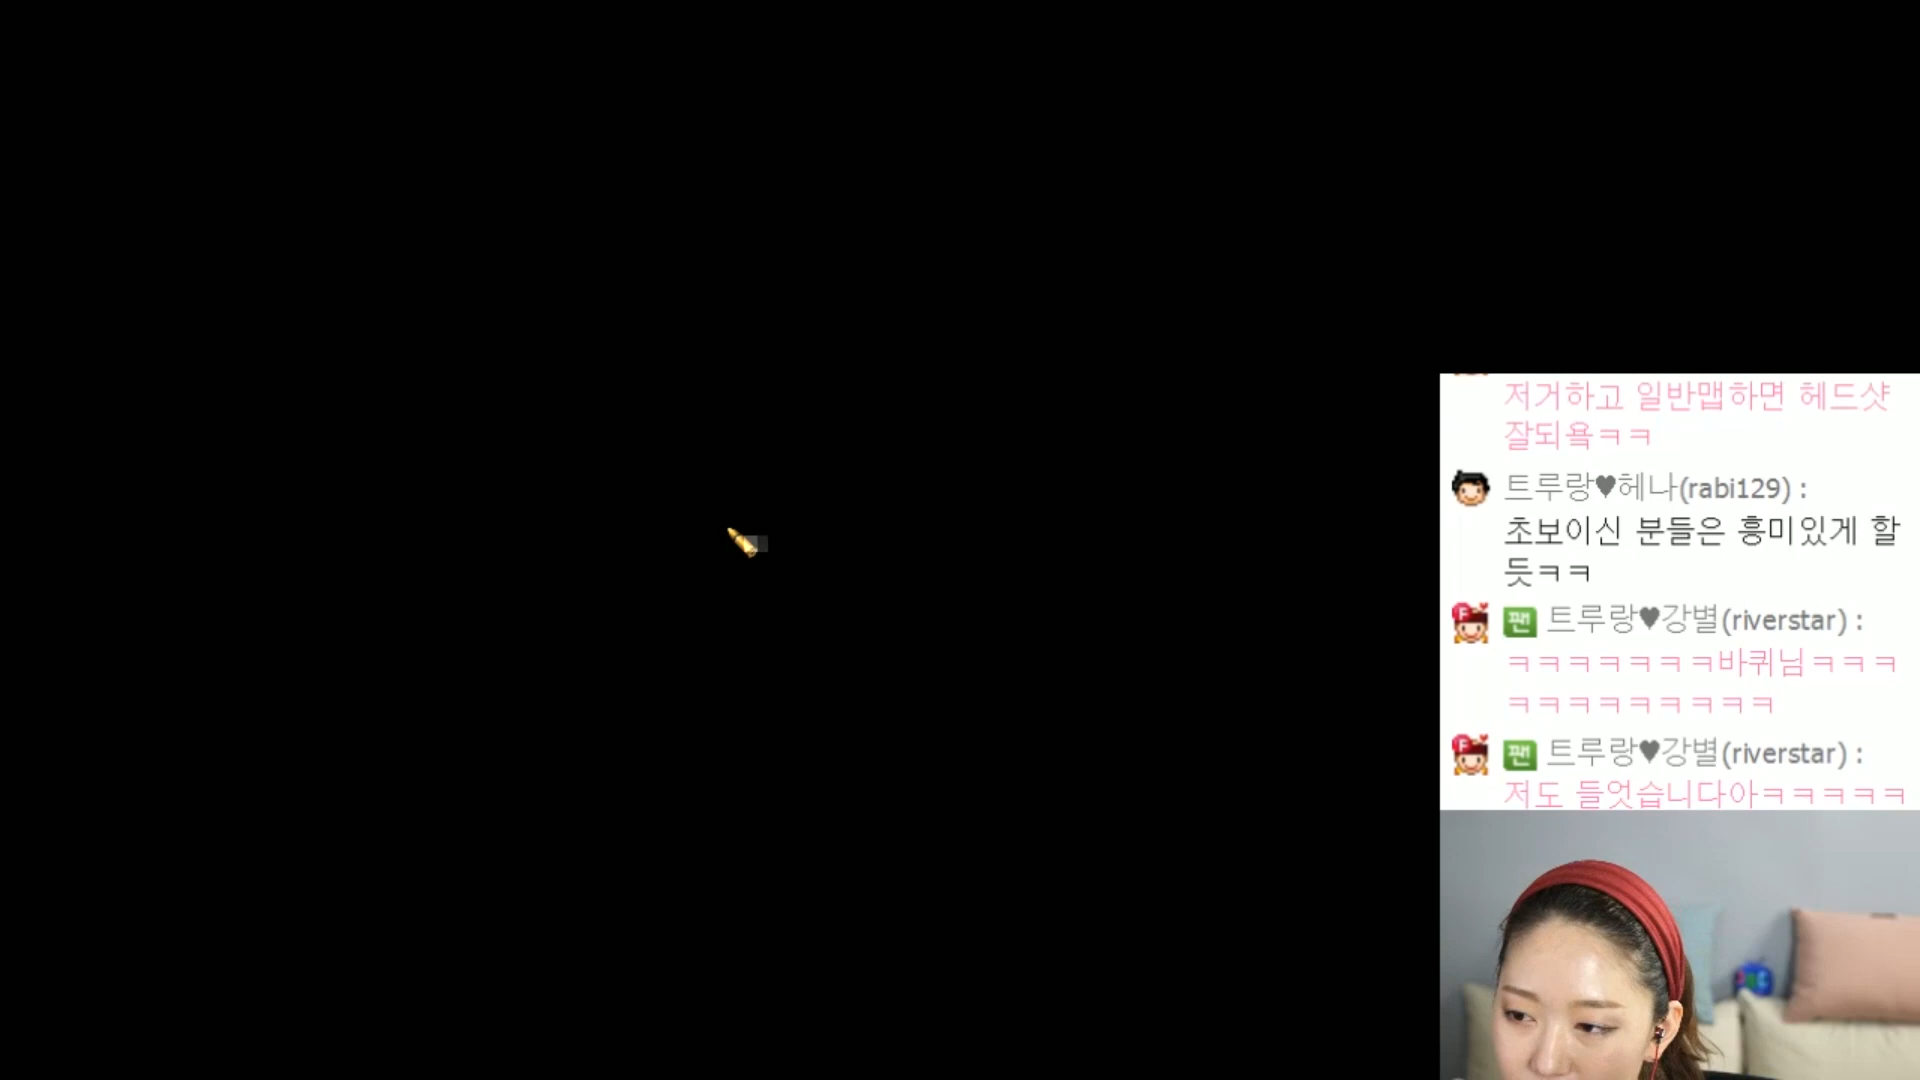 저거하고 일반맵하면 헤드샷
잘되욬ㅋㅋ
트루랑♥헤나(rabi129) :
초보이신 분들은 흥미있게 할
듯ㅋㅋ
팬 트루랑♥강별(riverstar) :
ㅋㅋㅋㅋㅋㅋㅋ바퀴님ㅋㅋㅋ
ㅋㅋㅋㅋㅋㅋㅋㅋㅋ
팬 트루랑♥강별(riverstar) :
저도 들엇습니다아ㅋㅋㅋㅋㅋ